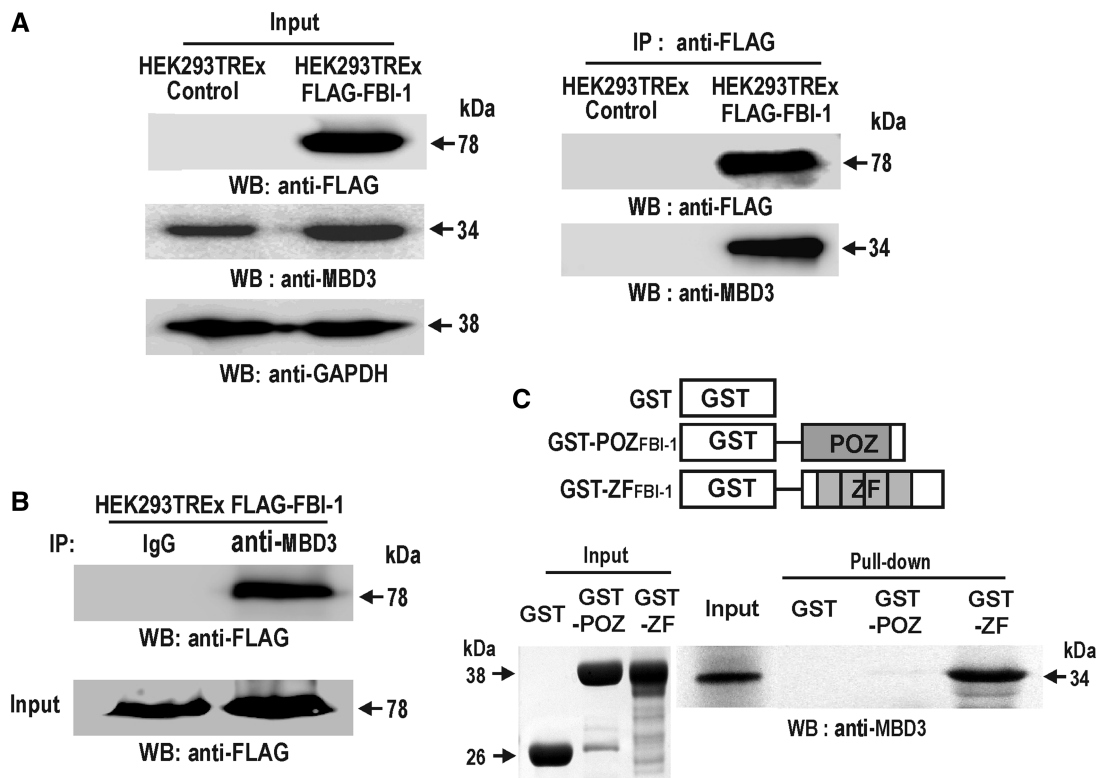 A
Input
HEK293TREx Control
HEK293TREx FLAG-FBI-1
kDa
78
WB: anti-FLAG
34
WB : anti-MBD3
38
WB: anti-GAPDH
IP : anti-FLAG
HEK293TREx Control
HEK293TREx FLAG-FBI-1
kDa
78
WB : anti-FLAG
34
WB : anti-MBD3
B
HEK293TREx FLAG-FBI-1
IP: IgG anti-MBD3
kDa
78
WB: anti-FLAG
Input
78
WB: anti-FLAG
C
GST GST
GST-POZFBI-1 GST POZ
GST-ZFFBI-1 GST ZF
Input
GST
GST -POZ
GST -ZF
kDa
38
26
Input
Pull-down
GST
GST -POZ
GST -ZF
kDa
34
WB : anti-MBD3